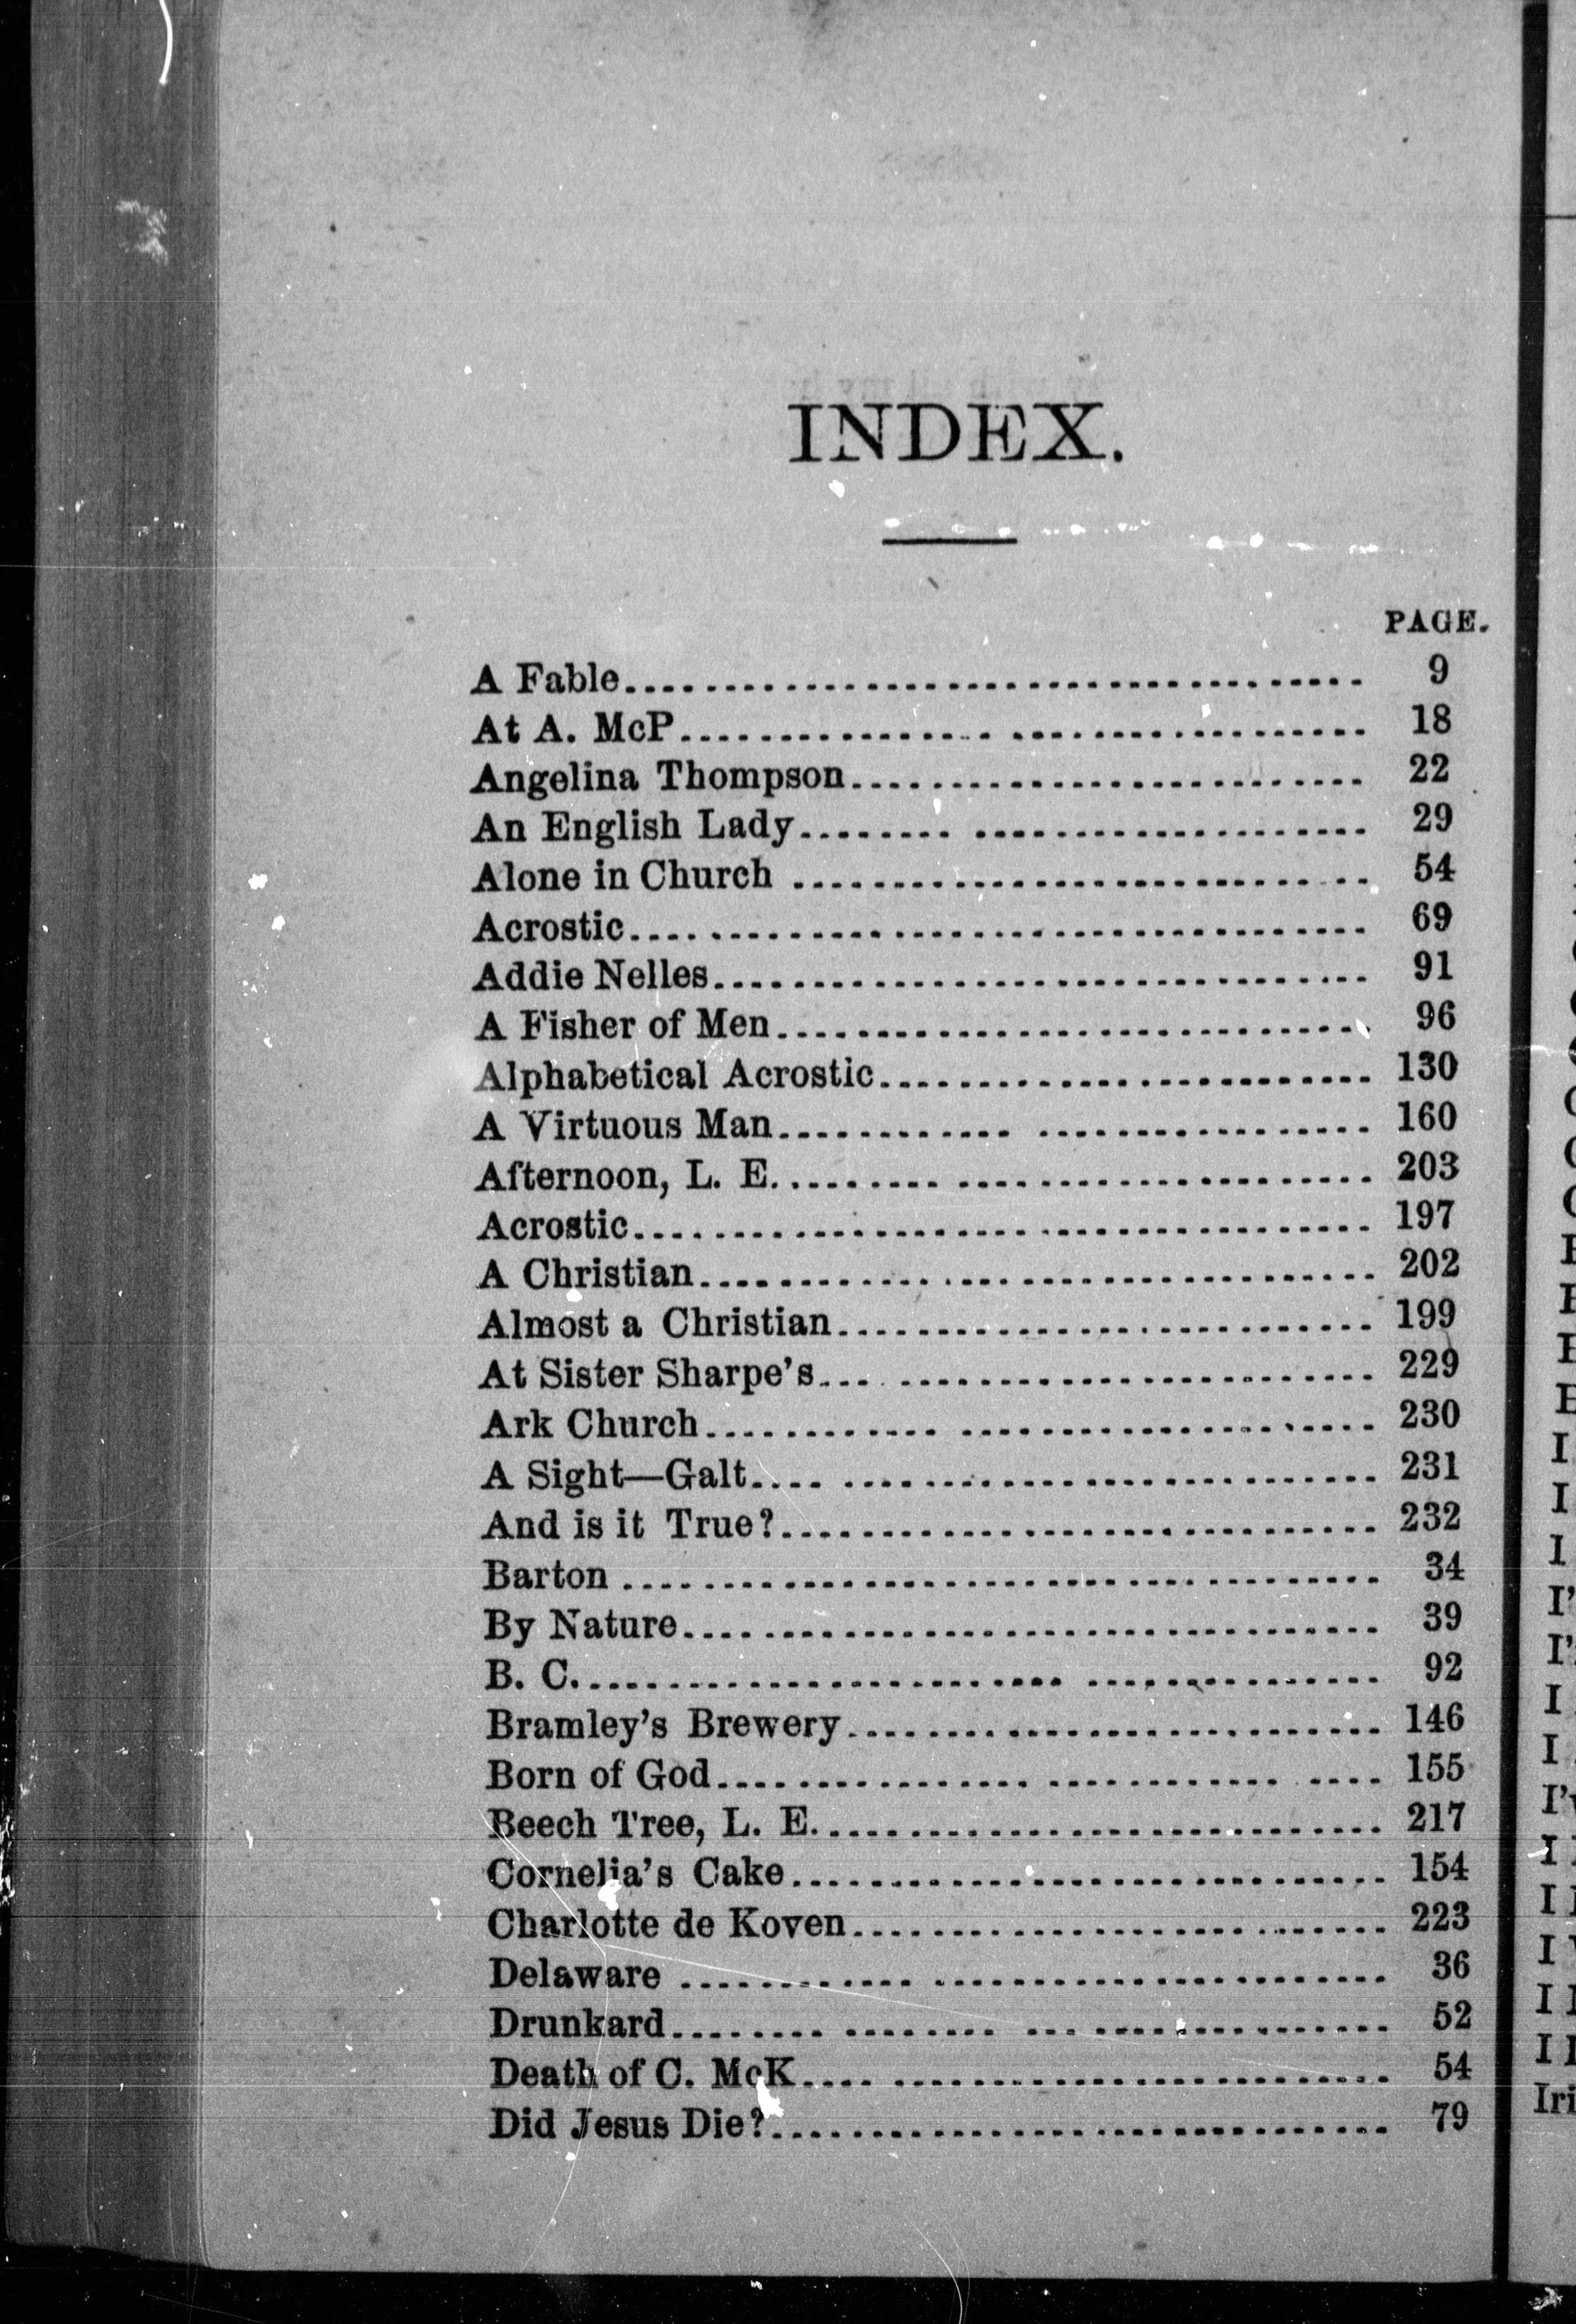 INDEX.
PAGE.
A Fable........................................ 9
At A. McP........................................ 18
Angelina Thompson........................................ 22
An English Lady........................................ 29
Alone in Church ........................................ 54
Acrostic........................................ 69
Addie Nelles........................................ 91
A Fisher of Men........................................ 96
Alphabetical Acrostic........................................ 130
A Virtuous Man........................................ 160
Afternoon, L. E......................................... 203
Acrostic........................................ 197
A Christian........................................ 202
Almost a Christian........................................ 199
At Sister Sharpe's........................................ 229
Ark Church........................................ 230
A Sight—Galt........................................ 231
And is it True?........................................ 232
Barton ........................................ 34
By Nature........................................ 39
B. C......................................... 92
Bramley's Brewery........................................ 146
Born of God........................................ 155
Beech Tree, L. E......................................... 217
Cornelia's Cake........................................ 154
Charlotte de Koven........................................ 223
Delaware ........................................ 36
Drunkard........................................ 52
Death of C. McK........................................ 54
Did Jesus Die?........................................ 79